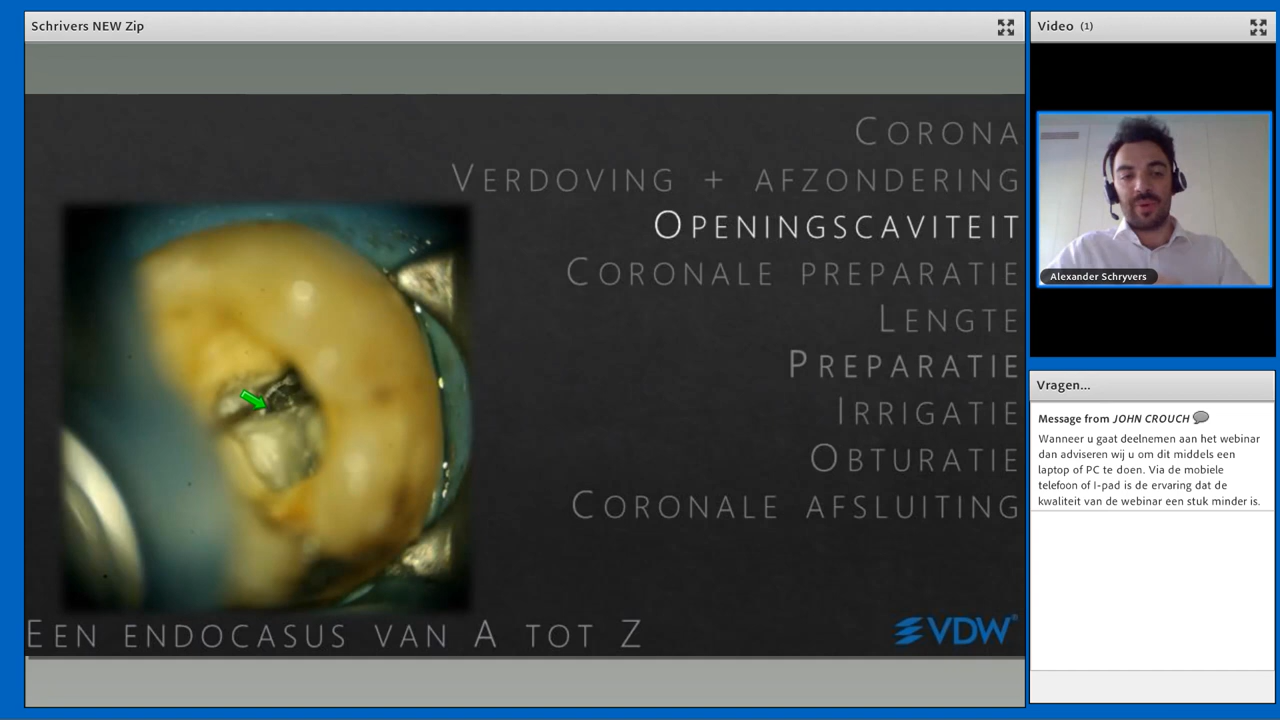 Schrivers NEW Zip
CORONA
VERDOVING + AFZONDERING
OPENINGSCAVITEIT
CORONALE PREPARATIE
LENGTE
PREPARATIE
IRRIGATIE
OBTURATIE
CORONALE AFSLUITING
EEN ENDOCASUS VAN A TOT Z
VDW®
Video (1)
Alexander Schryvers
Vragen...
Message from JOHN CROUCH
Wanneer u gaat deelnemen aan het webinar
dan adviseren wij u om dit middels een
laptop of PC te doen. Via de mobiele
telefoon of I-pad is de ervaring dat de
kwaliteit van de webinar een stuk minder is.